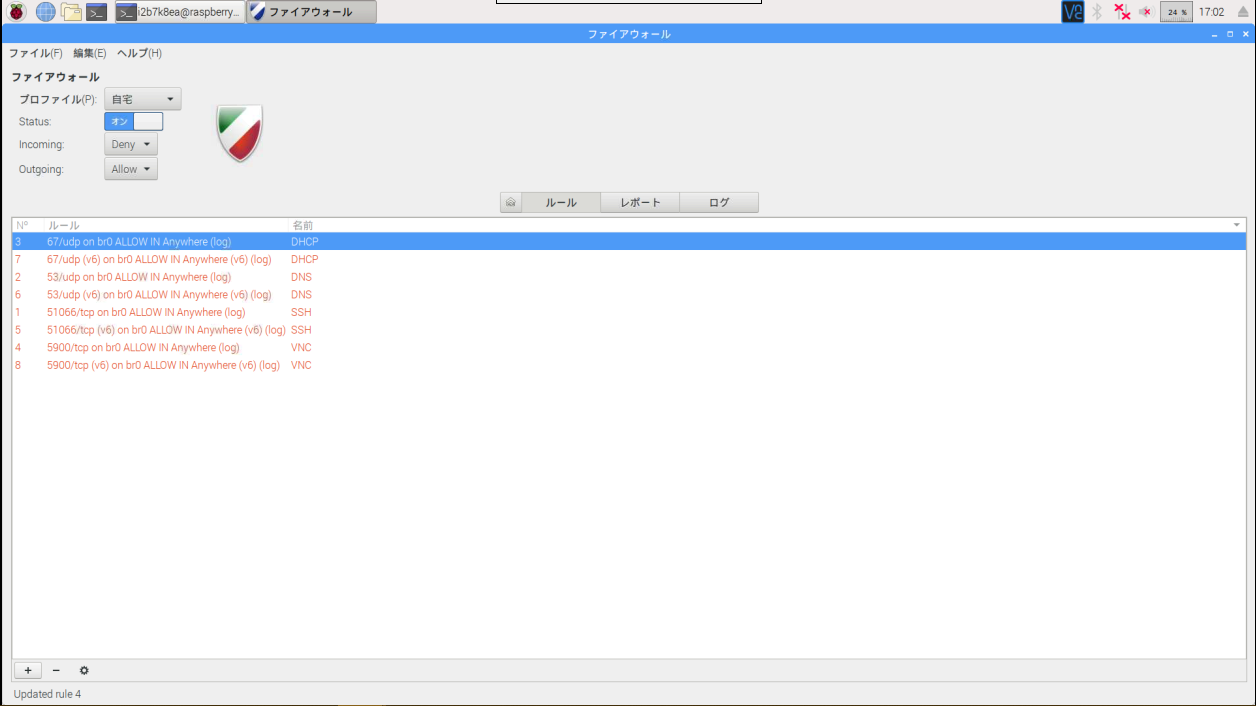 i2b7k8ea@raspberry... ファイアウォール 24 % 17:02
ファイアウォール
ファイル(F) 編集(E) ヘルプ(H)
ファイアウォール
プロファイル(P): 自宅
Status: オン
Incoming: Deny
Outgoing: Allow
ルール レポート ログ
Nº ルール 名前
3 67/udp on br0 ALLOW IN Anywhere (log) DHCP
7 67/udp (v6) on br0 ALLOW IN Anywhere (v6) (log) DHCP
2 53/udp on br0 ALLOW IN Anywhere (log) DNS
6 53/udp (v6) on br0 ALLOW IN Anywhere (v6) (log) DNS
1 51066/tcp on br0 ALLOW IN Anywhere (log) SSH
5 51066/tcp (v6) on br0 ALLOW IN Anywhere (v6) (log) SSH
4 5900/tcp on br0 ALLOW IN Anywhere (log) VNC
8 5900/tcp (v6) on br0 ALLOW IN Anywhere (v6) (log) VNC
Updated rule 4